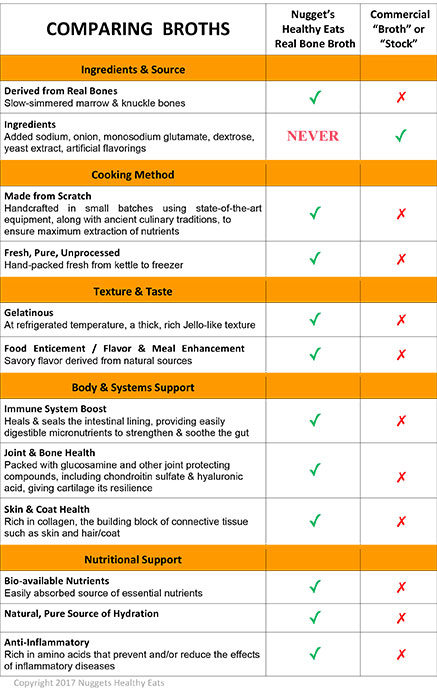 COMPARING BROTHS
Nugget's
Healthy Eats
Real Bone Broth
Commercial
"Broth" or
"Stock"
Ingredients & Source
Derived from Real Bones
Slow-simmered marrow & knuckle bones
✓ ✗
Ingredients
Added sodium, onion, monosodium glutamate, dextrose,
yeast extract, artificial flavorings
NEVER ✓
Cooking Method
Made from Scratch
Handcrafted in small batches using state-of-the-art
equipment, along with ancient culinary traditions, to
ensure maximum extraction of nutrients
✓ ✗
Fresh, Pure, Unprocessed
Hand-packed fresh from kettle to freezer
✓ ✗
Texture & Taste
Gelatinous
At refrigerated temperature, a thick, rich Jello-like texture
✓ ✗
Food Enticement / Flavor & Meal Enhancement
Savory flavor derived from natural sources
✓ ✗
Body & Systems Support
Immune System Boost
Heals & seals the intestinal lining, providing easily
digestible micronutrients to strengthen & soothe the gut
✓ ✗
Joint & Bone Health
Packed with glucosamine and other joint protecting
compounds, including chondroitin sulfate & hyaluronic
acid, giving cartilage its resilience
✓ ✗
Skin & Coat Health
Rich in collagen, the building block of connective tissue
such as skin and hair/coat
✓ ✗
Nutritional Support
Bio-available Nutrients
Easily absorbed source of essential nutrients
✓ ✗
Natural, Pure Source of Hydration
✓ ✗
Anti-Inflammatory
Rich in amino acids that prevent and/or reduce the effects
of inflammatory diseases
✓ ✗
Copyright 2017 Nuggets Healthy Eats